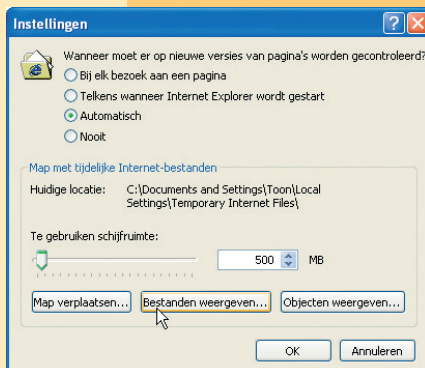 Instellingen
Wanneer moet er op nieuwe versies van pagina's worden gecontroleerd?
Bij elk bezoek aan een pagina
Telkens wanneer Internet Explorer wordt gestart
Automatisch
Nooit
Map met tijdelijke Internet-bestanden
Huidige locatie: C:\Documents and Settings\Toon\Local
Settings\Temporary Internet Files\
Te gebruiken schijfruimte:
500 MB
Map verplaatsen... Bestanden weergeven... Objecten weergeven...
OK Annuleren